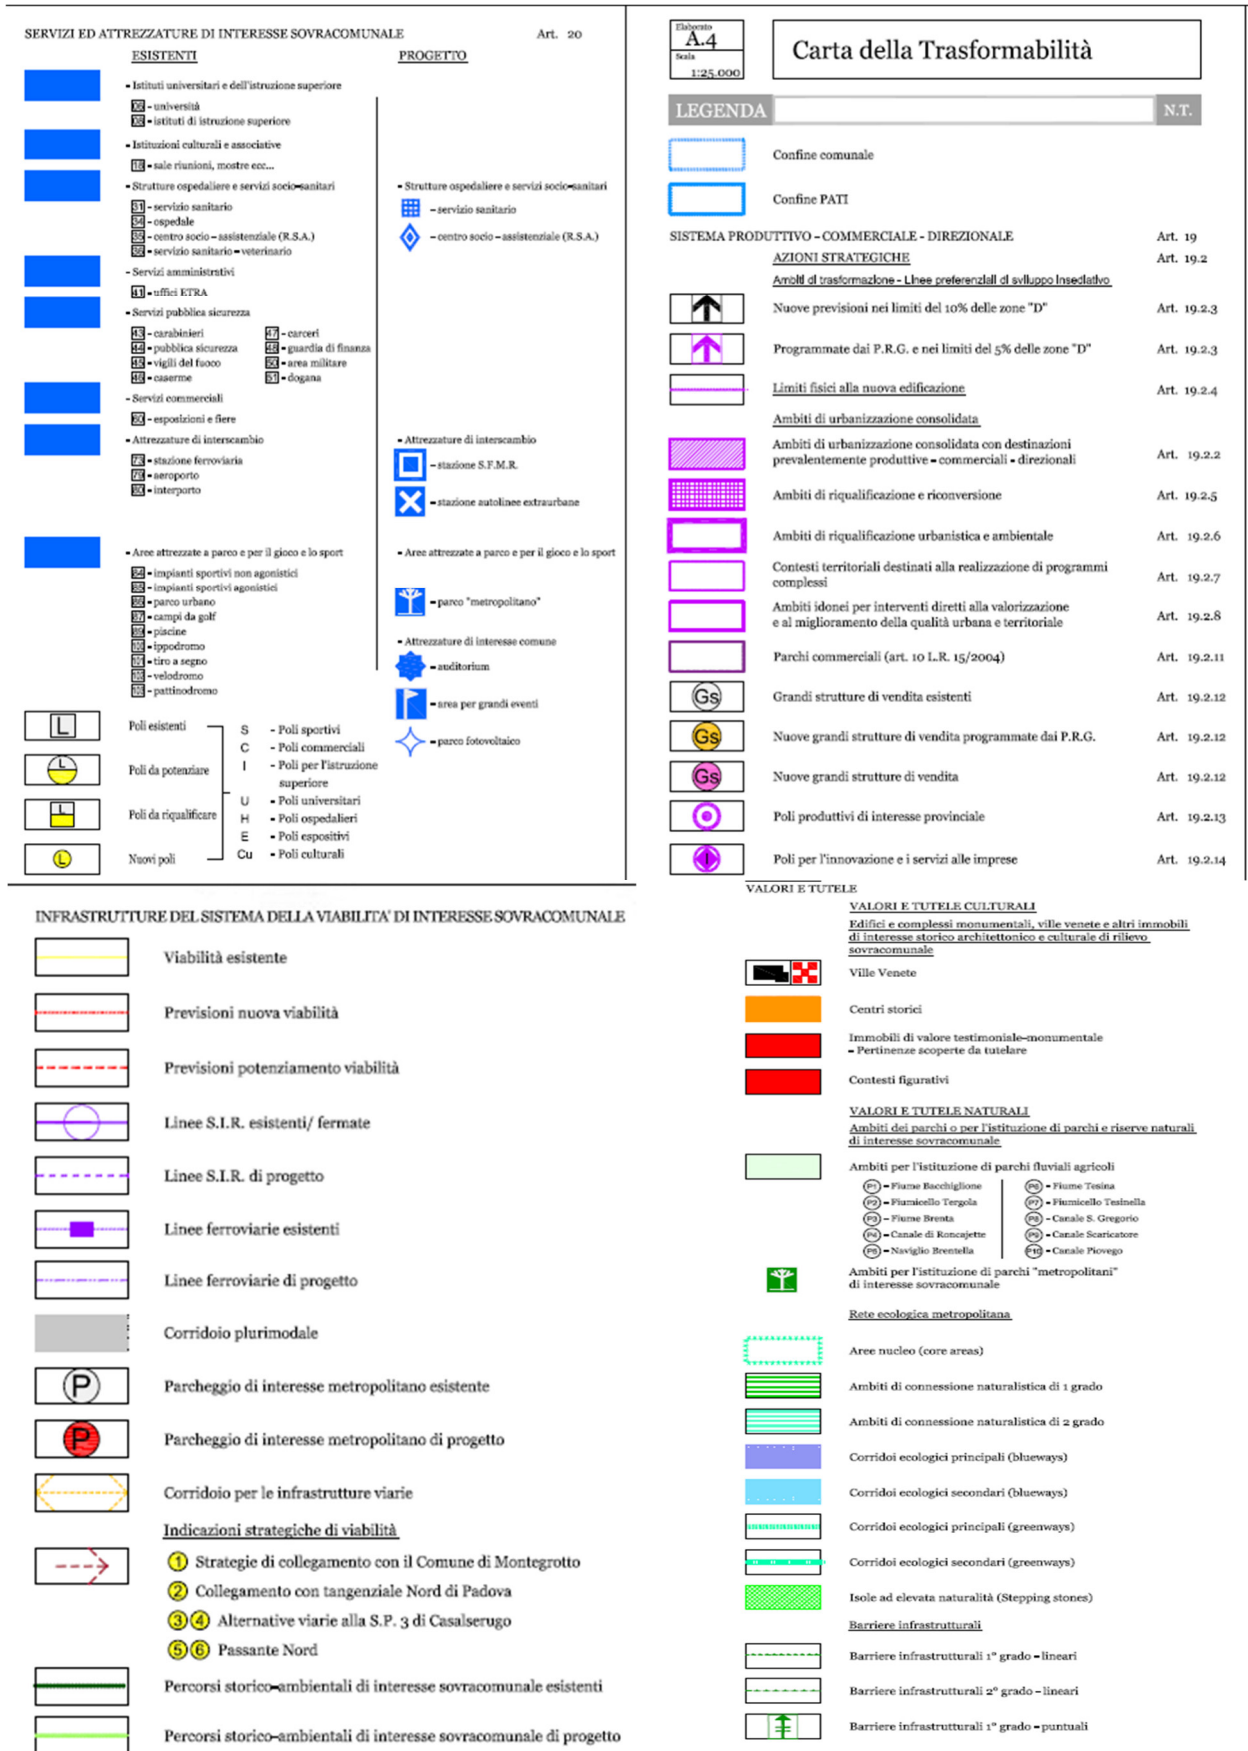 SERVIZI ED ATTREZZATURE DI INTERESSE SOVRACOMUNALE Art. 20
ESISTENTI PROGETTO
- Istituti universitari e dell'istruzione superiore
- università
- istituti di istruzione superiore
- Istituzioni culturali e associative
18 - sale riunioni, mostre ecc...
- Strutture ospedaliere e servizi socio-sanitari
31 - servizio sanitario
- ospedale
- centro socio - assistenziale (R.S.A.)
- servizio sanitario - veterinario
- Servizi amministrativi
41 - uffici ETRA
- Servizi pubblica sicurezza
43 - carabinieri
44 - pubblica sicurezza
45 - vigili del fuoco
46 - caserme
47 - carceri
48 - guardia di finanza
50 - area militare
51 - dogana
- Servizi commerciali
60 - esposizioni e fiere
- Attrezzature di interscambio
73 - stazione ferroviaria
79 - aeroporto
80 - interporto
- Aree attrezzate a parco e per il gioco e lo sport
84 - impianti sportivi non agonistici
85 - impianti sportivi agonistici
86 - parco urbano
87 - campi da golf
89 - piscine
100 - ippodromo
101 - tiro a segno
102 - velodromo
103 - pattinodromo
- Strutture ospedaliere e servizi socio-sanitari
- servizio sanitario
- centro socio - assistenziale (R.S.A.)
- Attrezzature di interscambio
- stazione S.F.M.R.
- stazione autolinee extraurbane
- Aree attrezzate a parco e per il gioco e lo sport
- parco "metropolitano"
- Attrezzature di interesse comune
- auditorium
- area per grandi eventi
- parco fotovoltaico
L Poli esistenti
L Poli da potenziare
L Poli da riqualificare
L Nuovi poli
S - Poli sportivi
C - Poli commerciali
I - Poli per l'istruzione
superiore
U - Poli universitari
H - Poli ospedalieri
E - Poli espositivi
Cu - Poli culturali
Elaborato
A.4
Scala
1:25.000
Carta della Trasformabilità
LEGENDA N.T.
Confine comunale
Confine PATI
SISTEMA PRODUTTIVO - COMMERCIALE - DIREZIONALE Art. 19
AZIONI STRATEGICHE Art. 19.2
Ambiti di trasformazione - Linee preferenziali di sviluppo insediativo
Nuove previsioni nei limiti del 10% delle zone "D" Art. 19.2.3
Programmate dai P.R.G. e nei limiti del 5% delle zone "D" Art. 19.2.3
Limiti fisici alla nuova edificazione Art. 19.2.4
Ambiti di urbanizzazione consolidata
Ambiti di urbanizzazione consolidata con destinazioni
prevalentemente produttive - commerciali - direzionali Art. 19.2.2
Ambiti di riqualificazione e riconversione Art. 19.2.5
Ambiti di riqualificazione urbanistica e ambientale Art. 19.2.6
Contesti territoriali destinati alla realizzazione di programmi
complessi Art. 19.2.7
Ambiti idonei per interventi diretti alla valorizzazione
e al miglioramento della qualità urbana e territoriale Art. 19.2.8
Parchi commerciali (art. 10 L.R. 15/2004) Art. 19.2.11
Gs Grandi strutture di vendita esistenti Art. 19.2.12
Gs Nuove grandi strutture di vendita programmate dai P.R.G. Art. 19.2.12
Gs Nuove grandi strutture di vendita Art. 19.2.12
Poli produttivi di interesse provinciale Art. 19.2.13
I Poli per l'innovazione e i servizi alle imprese Art. 19.2.14
INFRASTRUTTURE DEL SISTEMA DELLA VIABILITA' DI INTERESSE SOVRACOMUNALE
Viabilità esistente
Previsioni nuova viabilità
Previsioni potenziamento viabilità
Linee S.I.R. esistenti/ fermate
Linee S.I.R. di progetto
Linee ferroviarie esistenti
Linee ferroviarie di progetto
Corridoio plurimodale
P Parcheggio di interesse metropolitano esistente
P Parcheggio di interesse metropolitano di progetto
Corridoio per le infrastrutture viarie
Indicazioni strategiche di viabilità
1 Strategie di collegamento con il Comune di Montegrotto
2 Collegamento con tangenziale Nord di Padova
3 4 Alternative viarie alla S.P. 3 di Casalserugo
5 6 Passante Nord
Percorsi storico-ambientali di interesse sovracomunale esistenti
Percorsi storico-ambientali di interesse sovracomunale di progetto
VALORI E TUTELE
VALORI E TUTELE CULTURALI
Edifici e complessi monumentali, ville venete e altri immobili
di interesse storico architettonico e culturale di rilievo
sovracomunale
Ville Venete
Centri storici
Immobili di valore testimoniale-monumentale
- Pertinenze scoperte da tutelare
Contesti figurativi
VALORI E TUTELE NATURALI
Ambiti dei parchi o per l'istituzione di parchi e riserve naturali
di interesse sovracomunale
Ambiti per l'istituzione di parchi fluviali agricoli
P1 - Fiume Bacchiglione
P2 - Fiumicello Tergola
P3 - Fiume Brenta
P4 - Canale di Roncajette
P5 - Naviglio Brentella
P6 - Fiume Tesina
P7 - Fiumicello Tesinella
P8 - Canale S. Gregorio
P9 - Canale Scaricatore
P10 - Canale Piovego
Ambiti per l'istituzione di parchi "metropolitani"
di interesse sovracomunale
Rete ecologica metropolitana
Aree nucleo (core areas)
Ambiti di connessione naturalistica di 1 grado
Ambiti di connessione naturalistica di 2 grado
Corridoi ecologici principali (blueways)
Corridoi ecologici secondari (blueways)
Corridoi ecologici principali (greenways)
Corridoi ecologici secondari (greenways)
Isole ad elevata naturalità (Stepping stones)
Barriere infrastrutturali
Barriere infrastrutturali 1° grado - lineari
Barriere infrastrutturali 2° grado - lineari
Barriere infrastrutturali 1° grado - puntuali